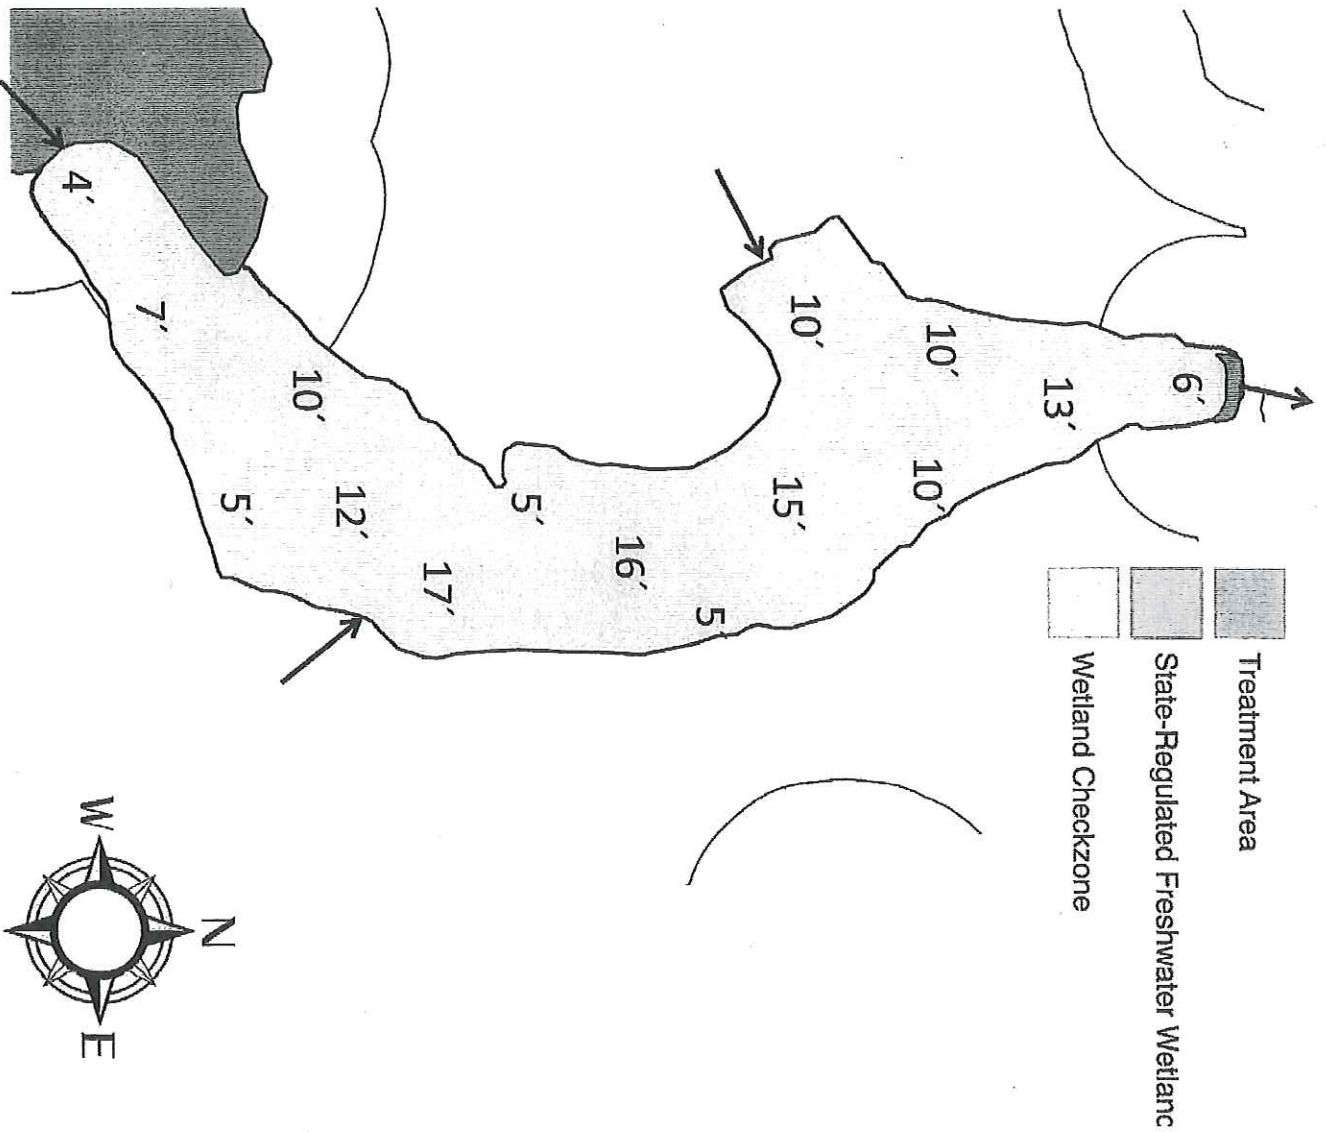 Treatment Area
State-Regulated Freshwater Wetlanc
Wetland Checkzone
6´
13´
10´
10´
10´
15´
5´
16´
5´
17´
12´
10´
5´
7´
4´
N
W
E